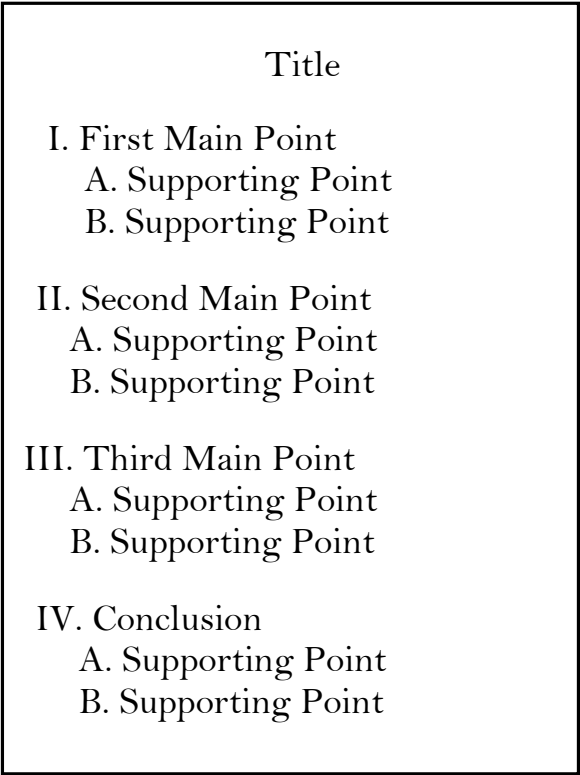 Title
I. First Main Point
A. Supporting Point
B. Supporting Point
II. Second Main Point
A. Supporting Point
B. Supporting Point
III. Third Main Point
A. Supporting Point
B. Supporting Point
IV. Conclusion
A. Supporting Point
B. Supporting Point